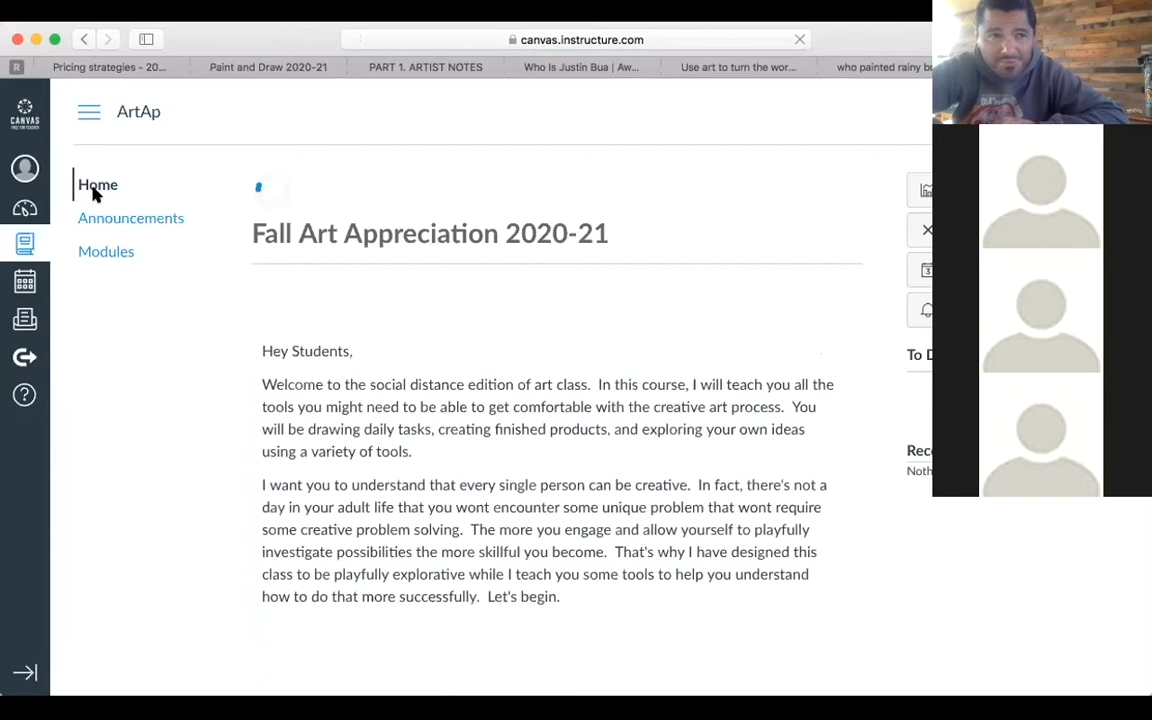 canvas.instructure.com
R
Pricing strategies - 20...
Paint and Draw 2020-21
PART 1. ARTIST NOTES
Who Is Justin Bua | Aw...
Use art to turn the wor...
who painted rainy br
CANVAS
ArtAp
Home
Announcements
Modules
Fall Art Appreciation 2020-21
Hey Students,
Welcome to the social distance edition of art class. In this course, I will teach you all the
tools you might need to be able to get comfortable with the creative art process. You
will be drawing daily tasks, creating finished products, and exploring your own ideas
using a variety of tools.
I want you to understand that every single person can be creative. In fact, there's not a
day in your adult life that you wont encounter some unique problem that wont require
some creative problem solving. The more you engage and allow yourself to playfully
investigate possibilities the more skillful you become. That's why I have designed this
class to be playfully explorative while I teach you some tools to help you understand
how to do that more successfully. Let's begin.
3
To D
Rec
Noth